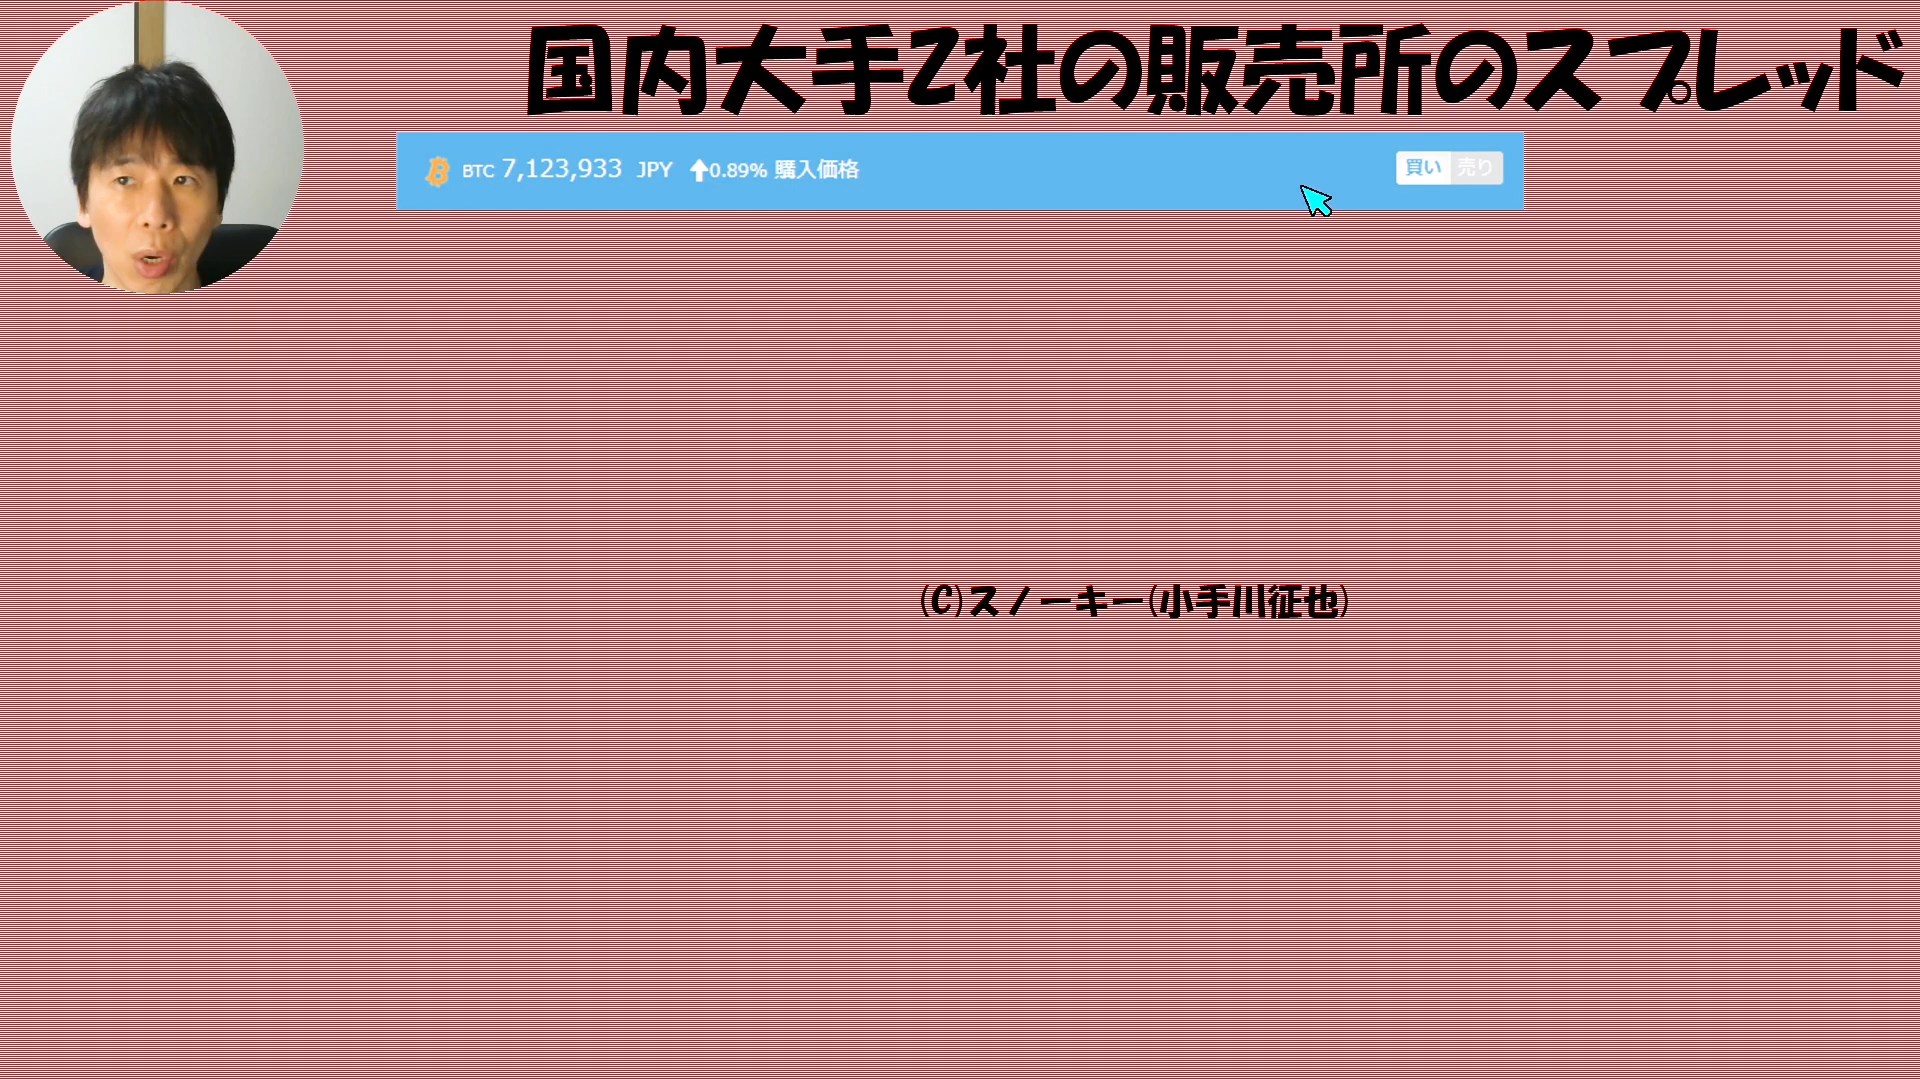 国内大手Z社の販売所のスプレッド
BTC 7,123,933 JPY ↑0.89% 購入価格
買い 売り
(C)スノーキー(小手川征也)